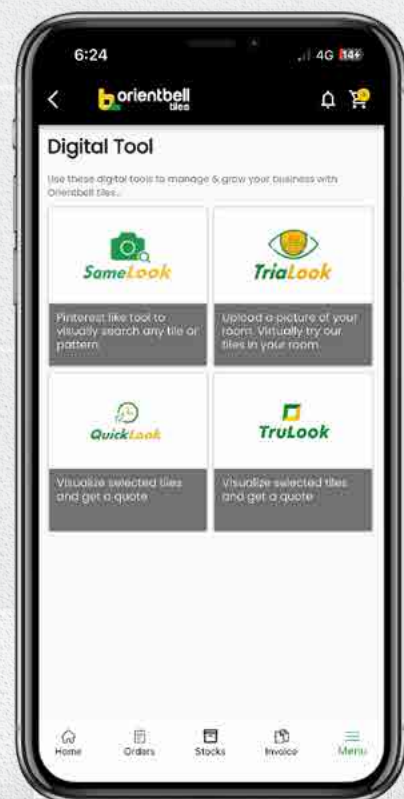 6:24
4G 14+
orientbell
tiles
Digital Tool
Use these digital tools to manage & grow your business with
Orientbell tiles..
SameLook
TriaLook
Pinterest like tool to
visually search any tile or
pattern
Upload a picture of your
room. Virtually try our
tiles in your room.
QuickLook
TruLook
Visualize selected tiles
and get a quote
Visualize selected tiles
and get a quote
Home
Orders
Stocks
Invoice
Menu